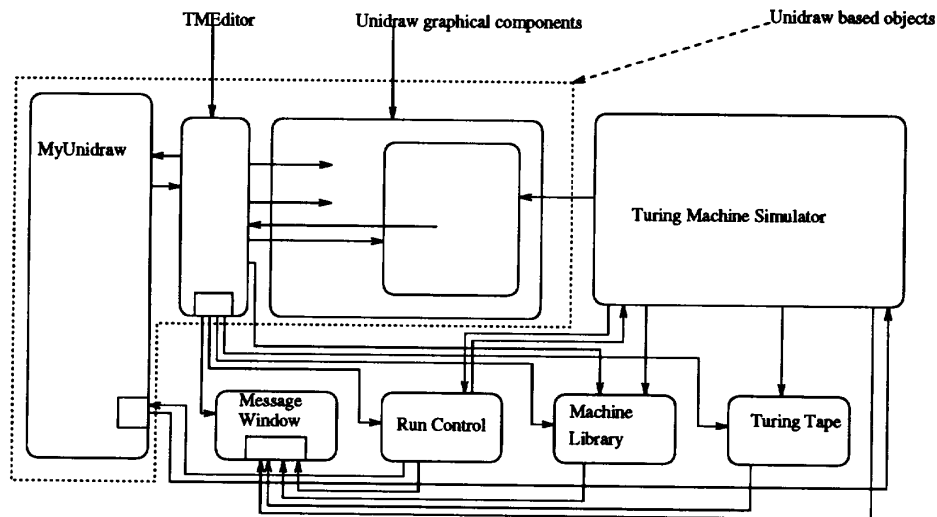 TMEditor
Unidraw graphical components
Unidraw based objects
MyUnidraw
Turing Machine Simulator
Message
Window
Run Control
Machine
Library
Turing Tape